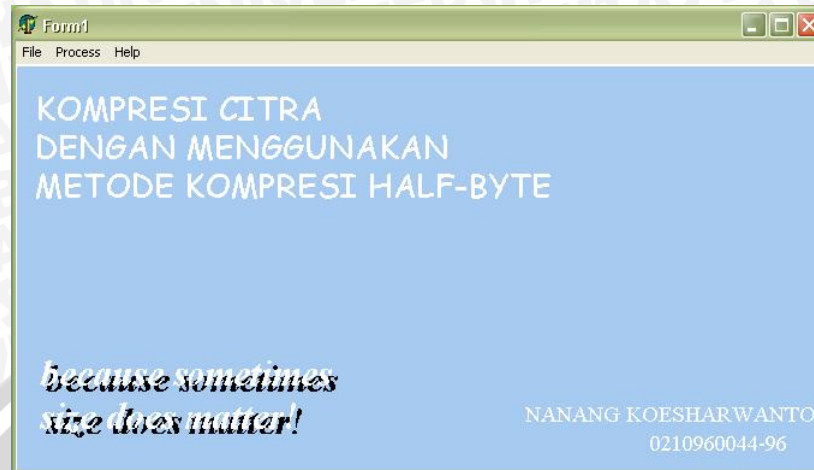 Form1
File Process Help
KOMPRESI CITRA
DENGAN MENGGUNAKAN
METODE KOMPRESI HALF-BYTE
because sometimes
size does matter!
NANANG KOESHARWANTO
0210960044-96